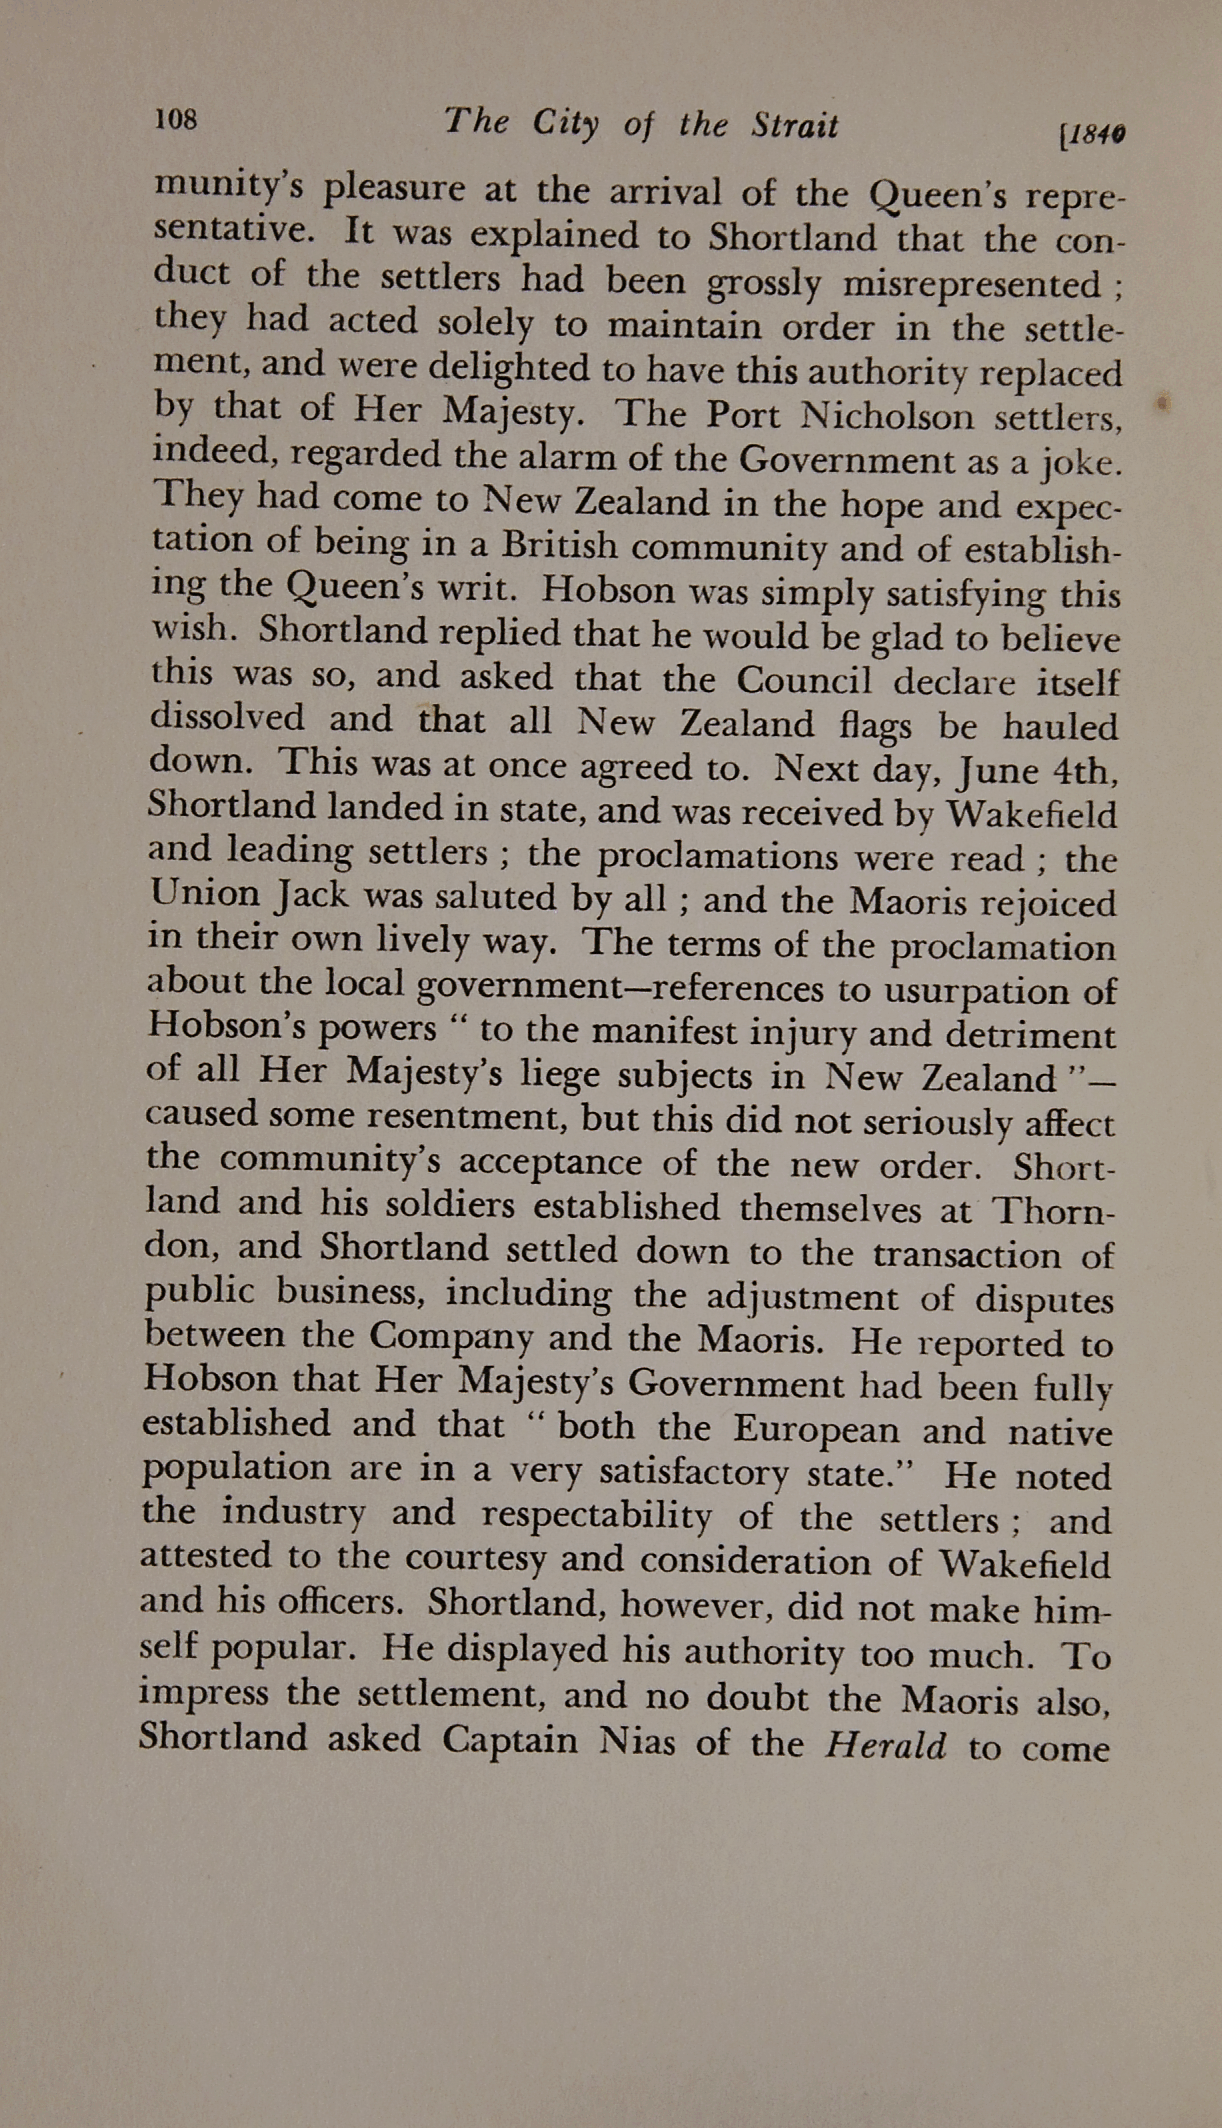 108 The City of the Strait [1840
munity's pleasure at the arrival of the Queen's repre-
sentative. It was explained to Shortland that the con-
duct of the settlers had been grossly misrepresented ;
they had acted solely to maintain order in the settle-
ment, and were delighted to have this authority replaced
by that of Her Majesty. The Port Nicholson settlers,
indeed, regarded the alarm of the Government as a joke.
They had come to New Zealand in the hope and expec-
tation of being in a British community and of establish-
ing the Queen's writ. Hobson was simply satisfying this
wish. Shortland replied that he would be glad to believe
this was so, and asked that the Council declare itself
dissolved and that all New Zealand flags be hauled
down. This was at once agreed to. Next day, June 4th,
Shortland landed in state, and was received by Wakefield
and leading settlers ; the proclamations were read ; the
Union Jack was saluted by all ; and the Maoris rejoiced
in their own lively way. The terms of the proclamation
about the local government—references to usurpation of
Hobson's powers “ to the manifest injury and detriment
of all Her Majesty's liege subjects in New Zealand ”—
caused some resentment, but this did not seriously affect
the community's acceptance of the new order. Short-
land and his soldiers established themselves at Thorn-
don, and Shortland settled down to the transaction of
public business, including the adjustment of disputes
between the Company and the Maoris. He reported to
Hobson that Her Majesty's Government had been fully
established and that “ both the European and native
population are in a very satisfactory state.” He noted
the industry and respectability of the settlers ; and
attested to the courtesy and consideration of Wakefield
and his officers. Shortland, however, did not make him-
self popular. He displayed his authority too much. To
impress the settlement, and no doubt the Maoris also,
Shortland asked Captain Nias of the Herald to come